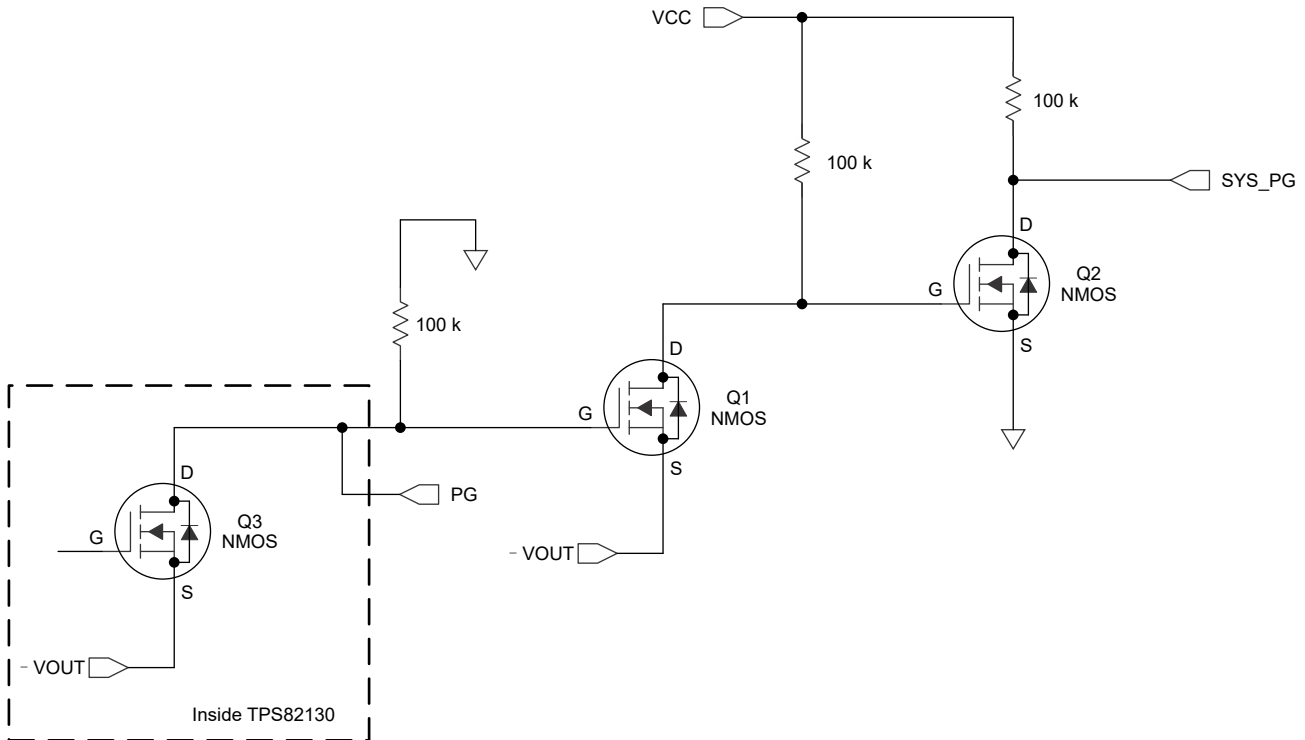 VCC
100 k
100 k
SYS_PG
D
G
Q2
NMOS
S
100 k
D
G
Q1
NMOS
S
D
G
Q3
NMOS
S
PG
- VOUT
- VOUT
Inside TPS82130